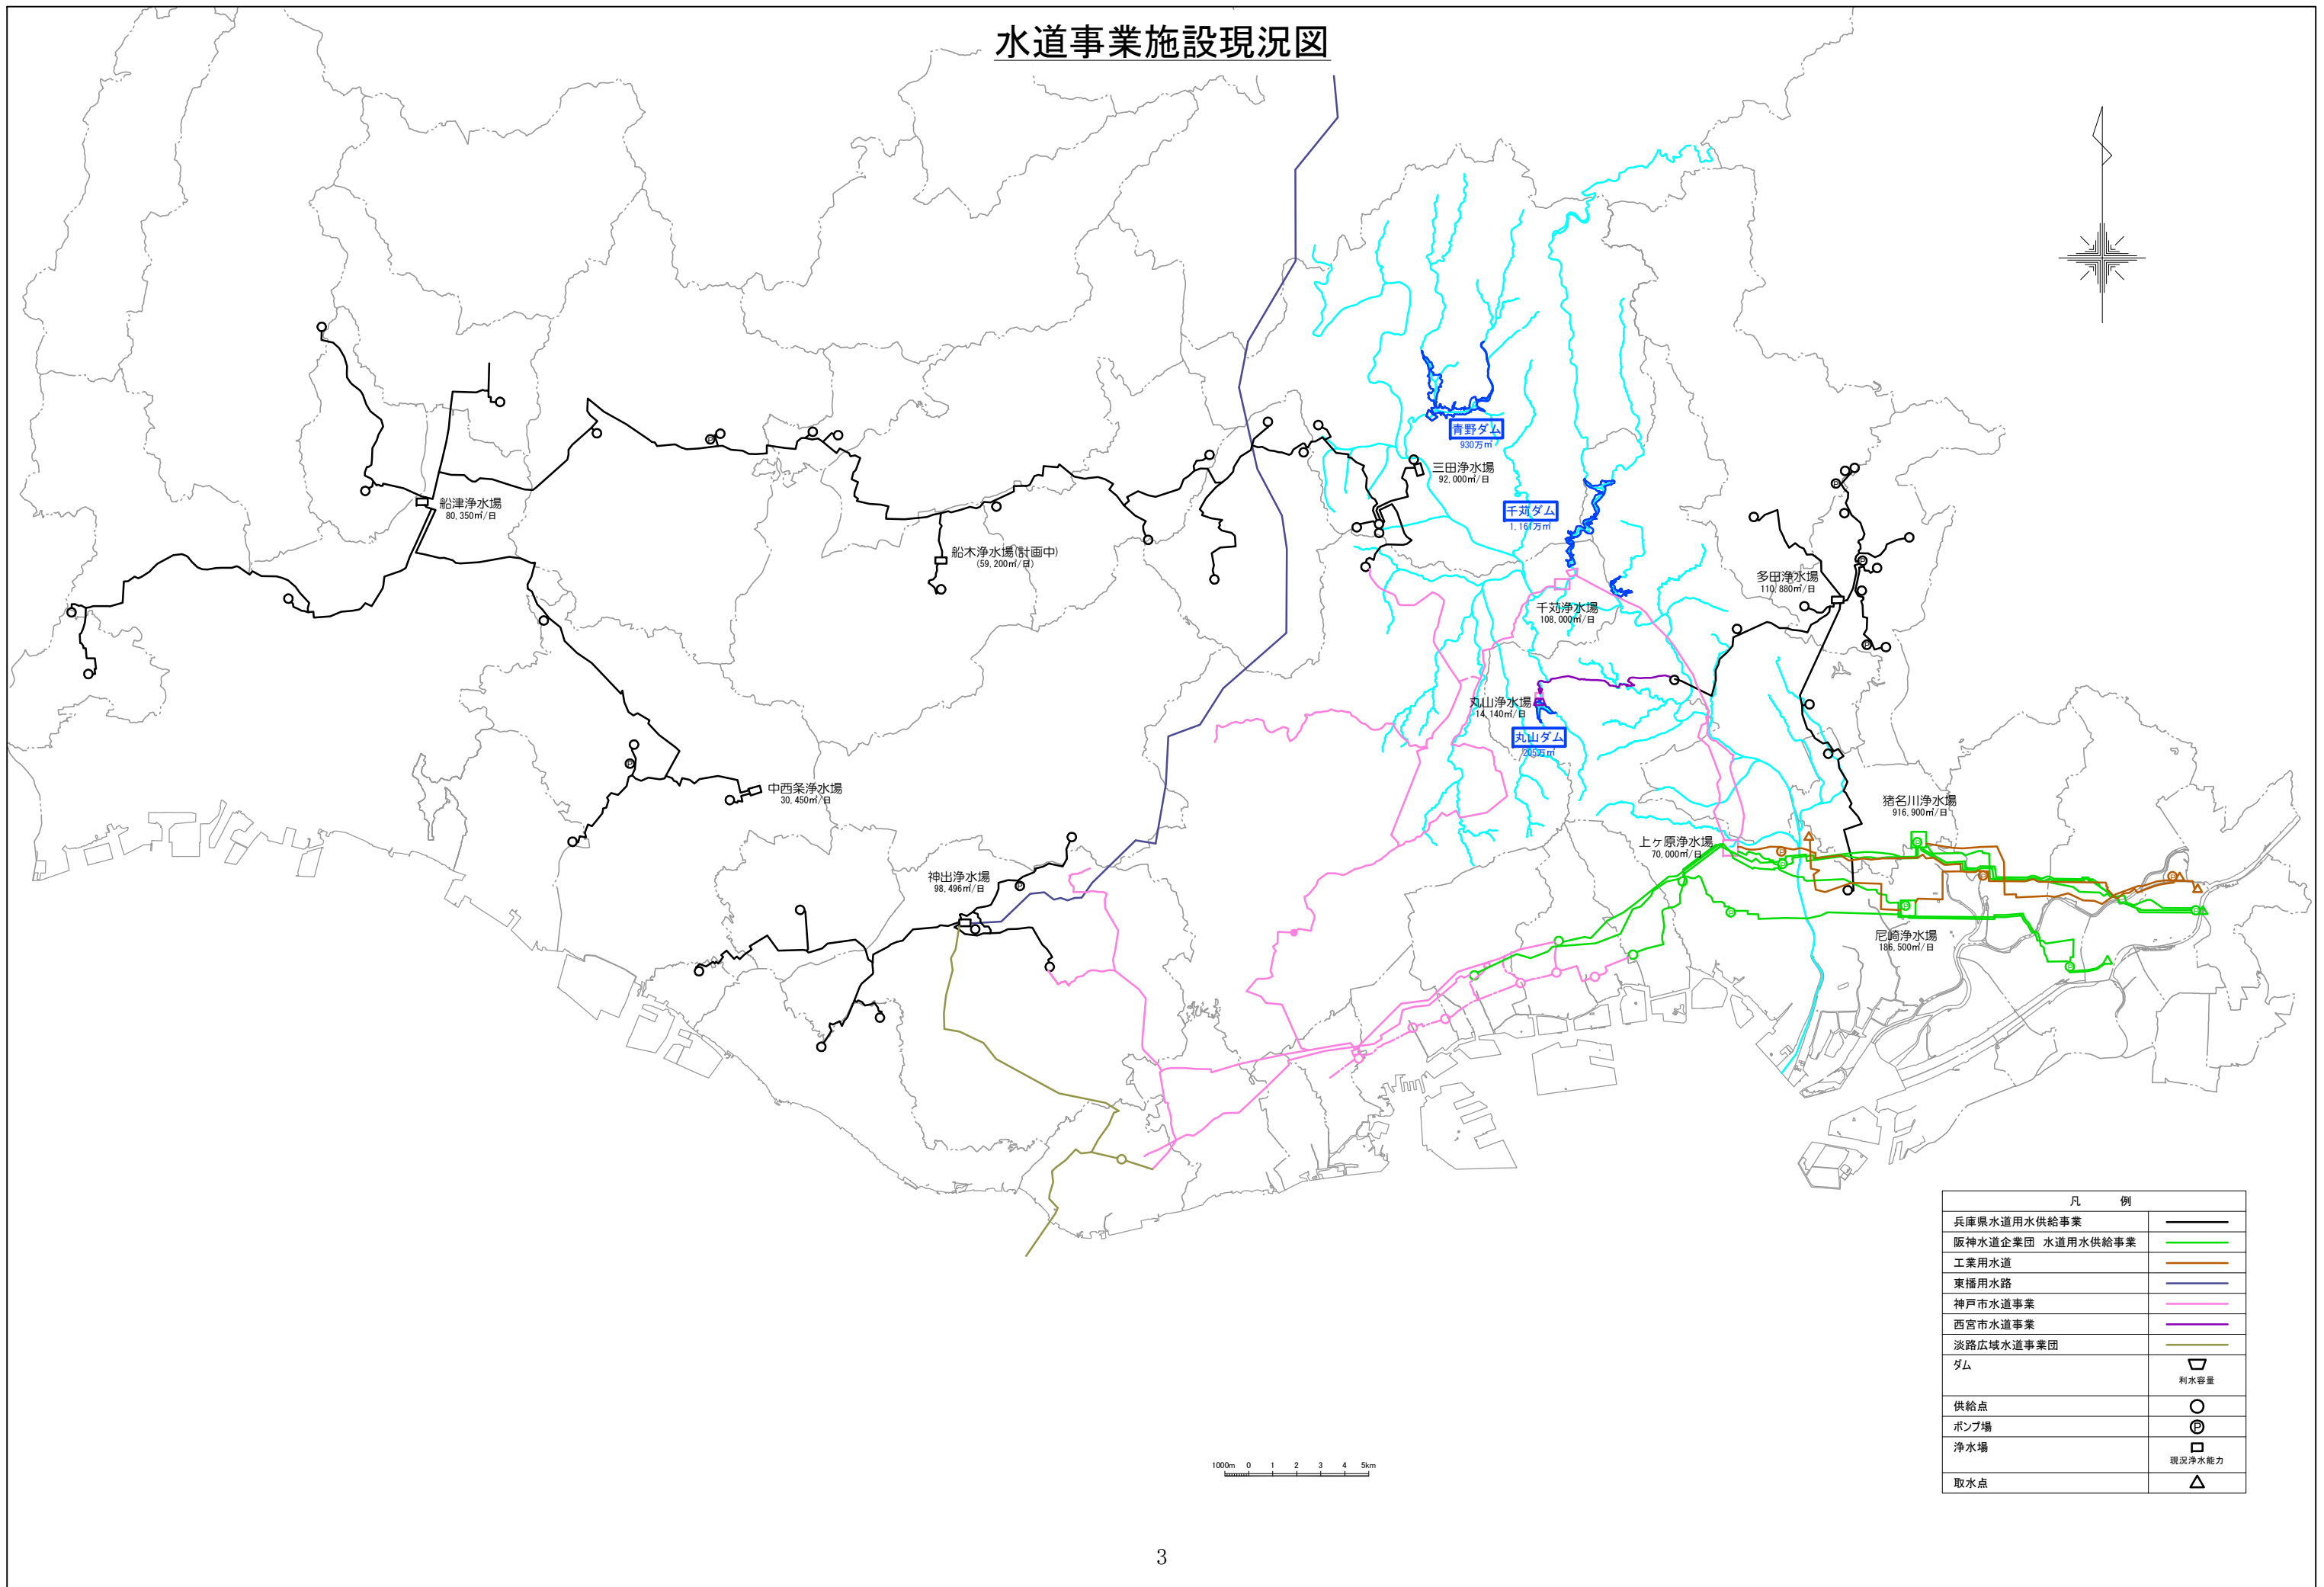 水道事業施設現況図
青野ダム
930万㎥
三田浄水場
92,000㎥/日
船津浄水場
80,350㎥/日
千苅ダム
1,161万㎥
船木浄水場(計画中)
(59,200㎥/日)
多田浄水場
110,880㎥/日
千苅浄水場
108,000㎥/日
丸山浄水場
14,140㎥/日
丸山ダム
205万㎥
中西条浄水場
30,450㎥/日
猪名川浄水場
916,900㎥/日
上ヶ原浄水場
70,000㎥/日
神出浄水場
98,496㎥/日
尼崎浄水場
186,500㎥/日
凡 例
兵庫県水道用水供給事業
阪神水道企業団 水道用水供給事業
工業用水道
東播用水路
神戸市水道事業
西宮市水道事業
淡路広域水道事業団
ダム
利水容量
供給点
ポンプ場 P
浄水場
現況浄水能力
取水点
1000m 0 1 2 3 4 5km
3